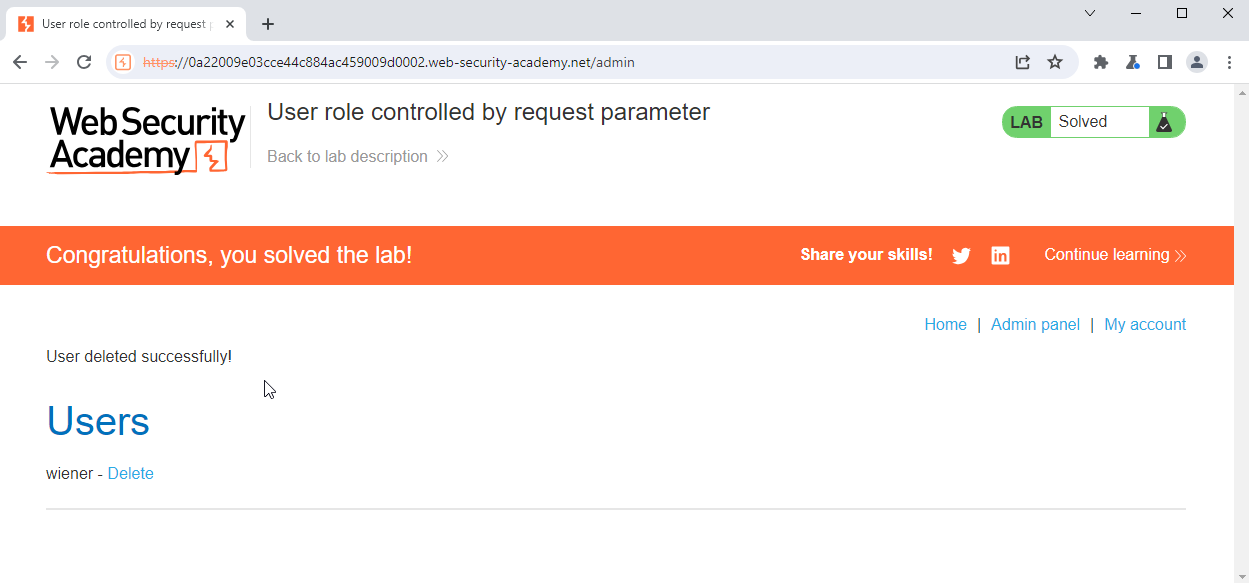 User role controlled by request
https://0a22009e03cce44c884ac459009d0002.web-security-academy.net/admin
Web Security
Academy
User role controlled by request parameter
Back to lab description
LAB Solved
Congratulations, you solved the lab!
Share your skills!
in
Continue learning
Home | Admin panel | My account
User deleted successfully!
Users
wiener - Delete